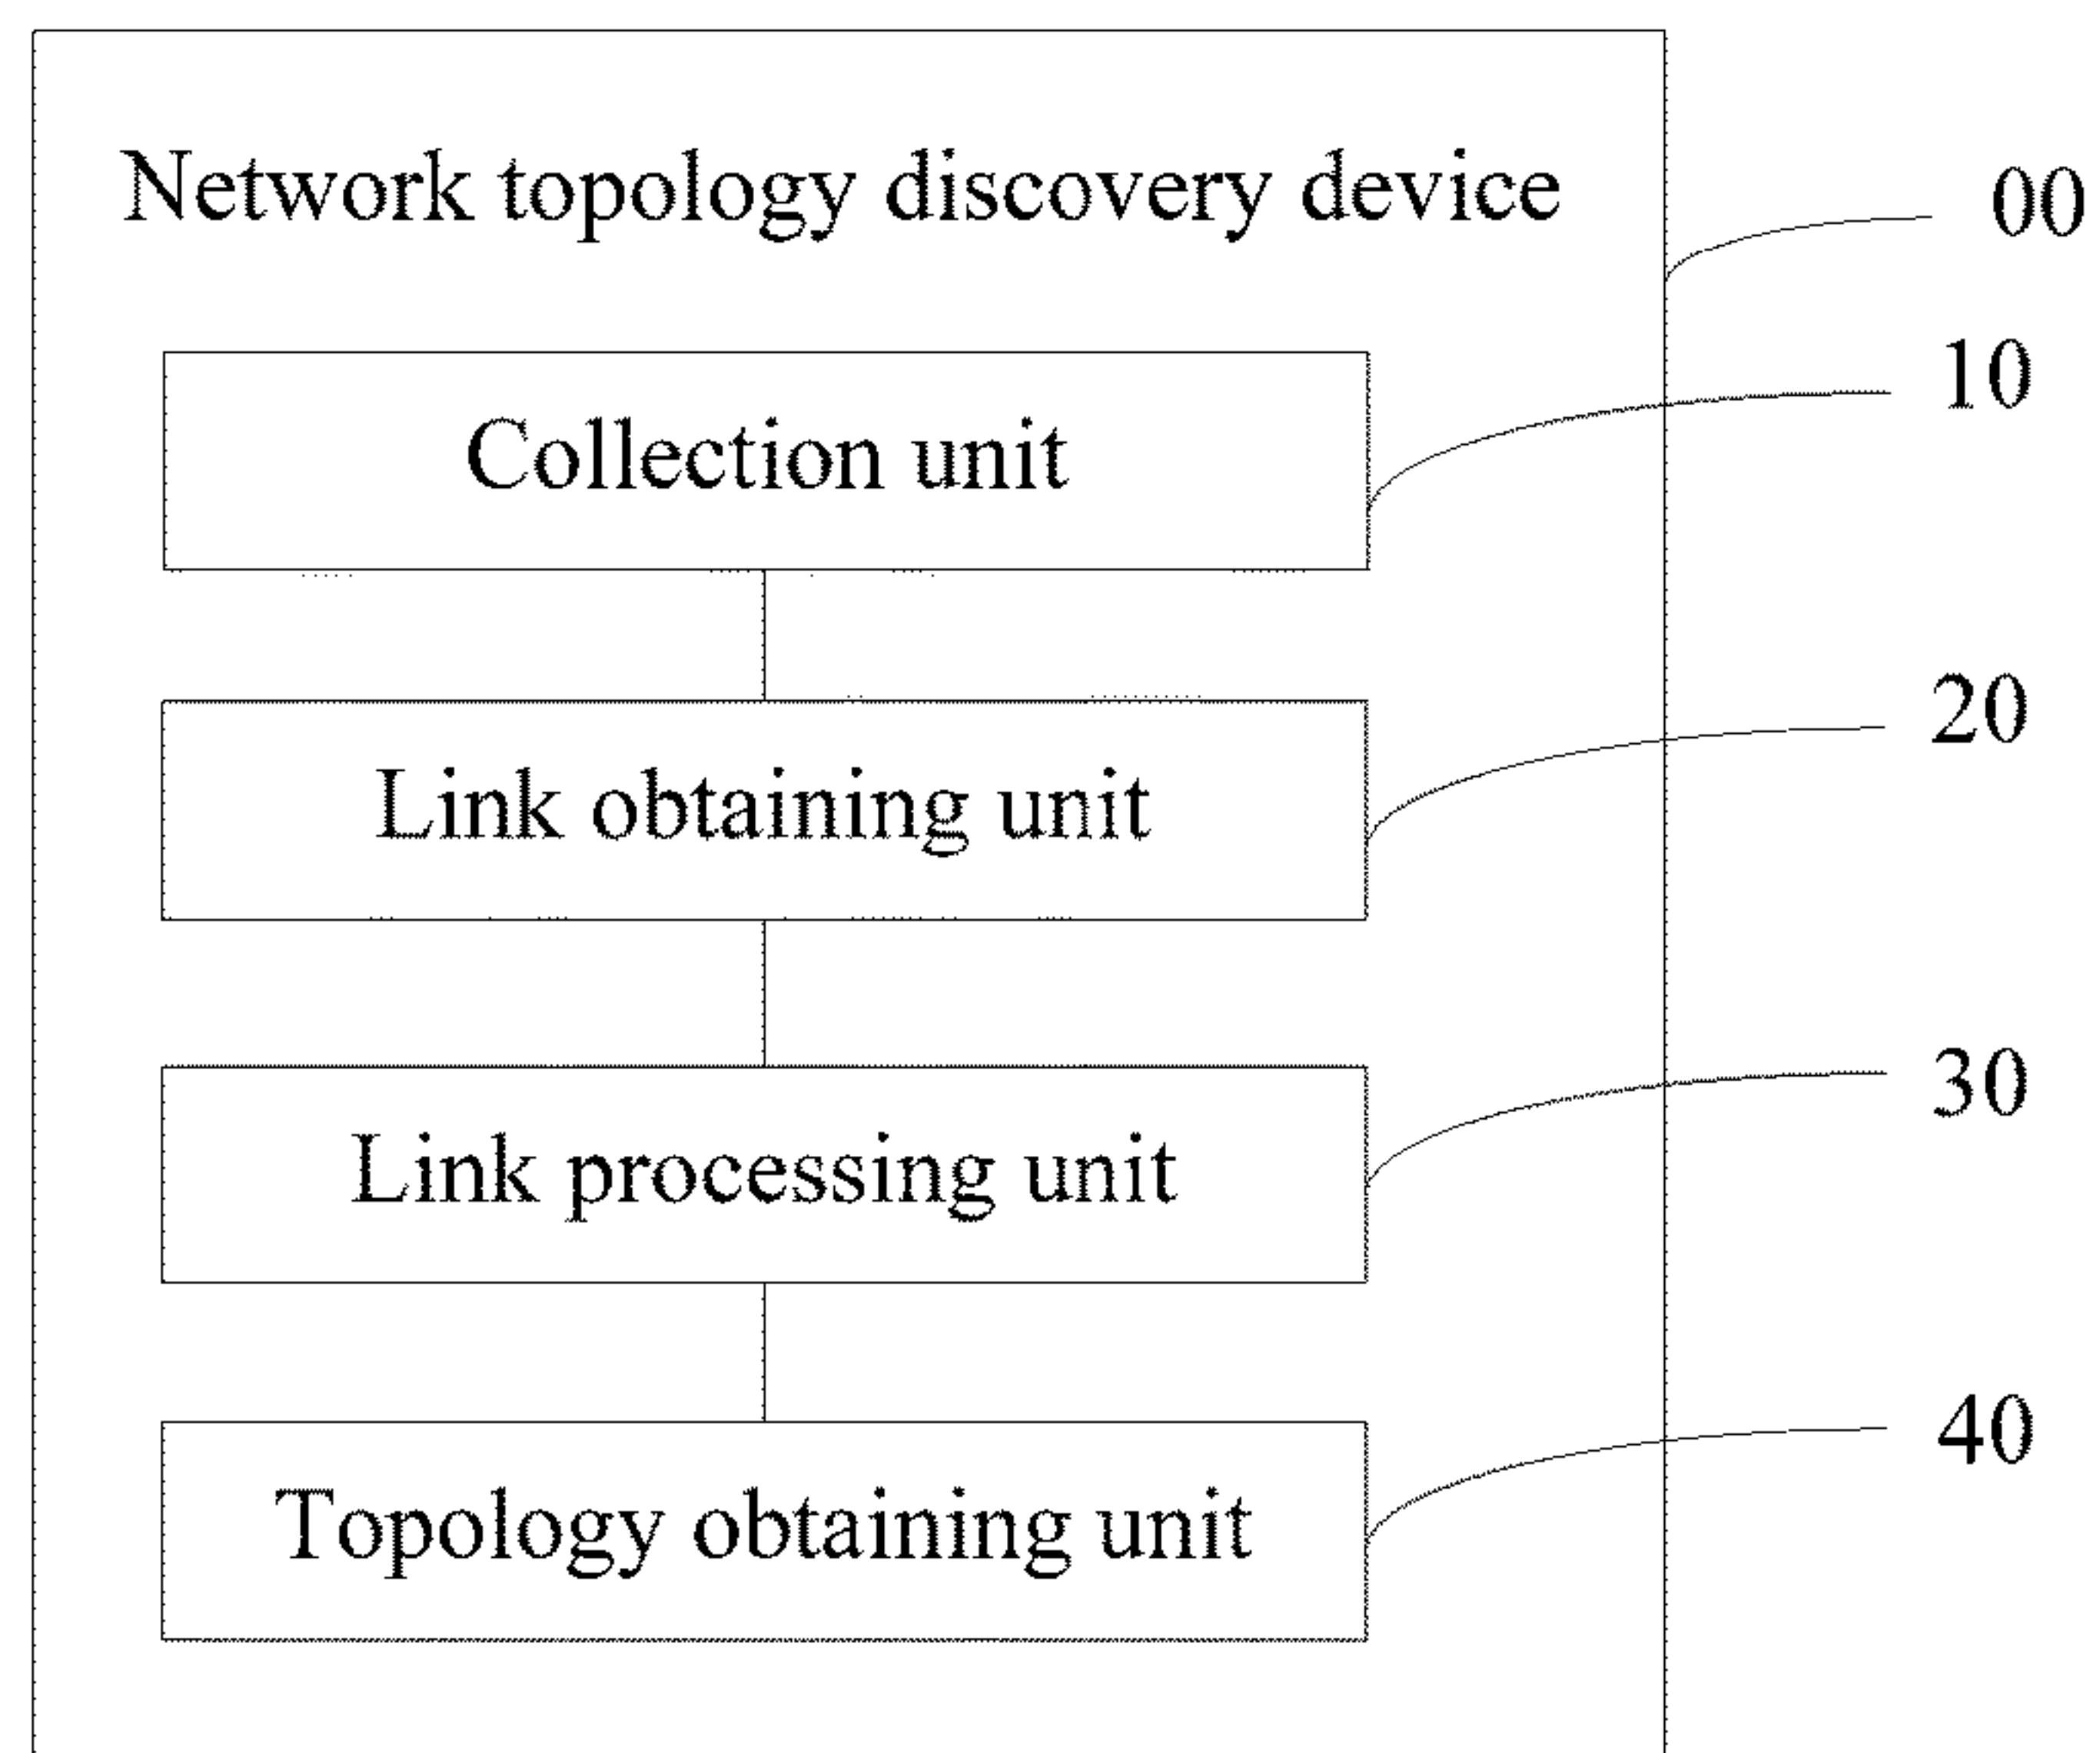 Network topology discovery device
00
10
Collection unit
20
Link obtaining unit
30
Link processing unit
40
Topology obtaining unit